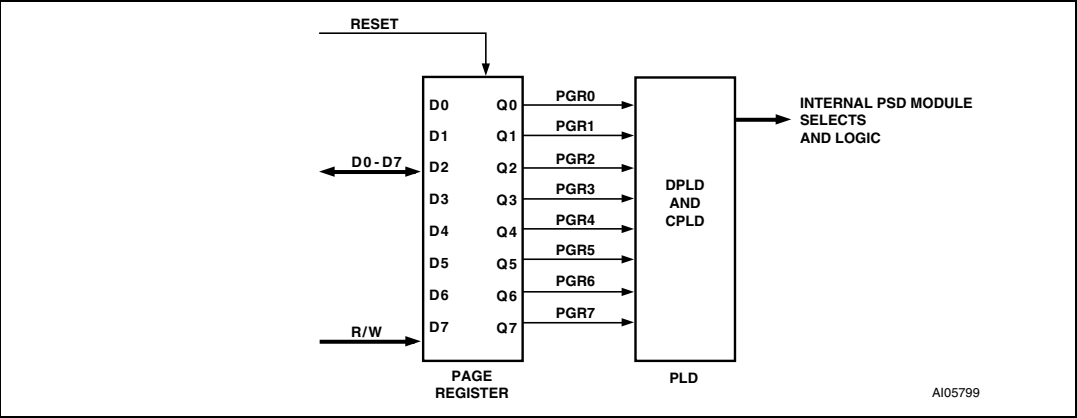 RESET
D0 Q0 PGR0
D1 Q1 PGR1
D0-D7 D2 Q2 PGR2
D3 Q3 PGR3
D4 Q4 PGR4
D5 Q5 PGR5
D6 Q6 PGR6
R/W D7 Q7 PGR7
DPLD
AND
CPLD
INTERNAL PSD MODULE
SELECTS
AND LOGIC
PAGE
REGISTER
PLD
AI05799